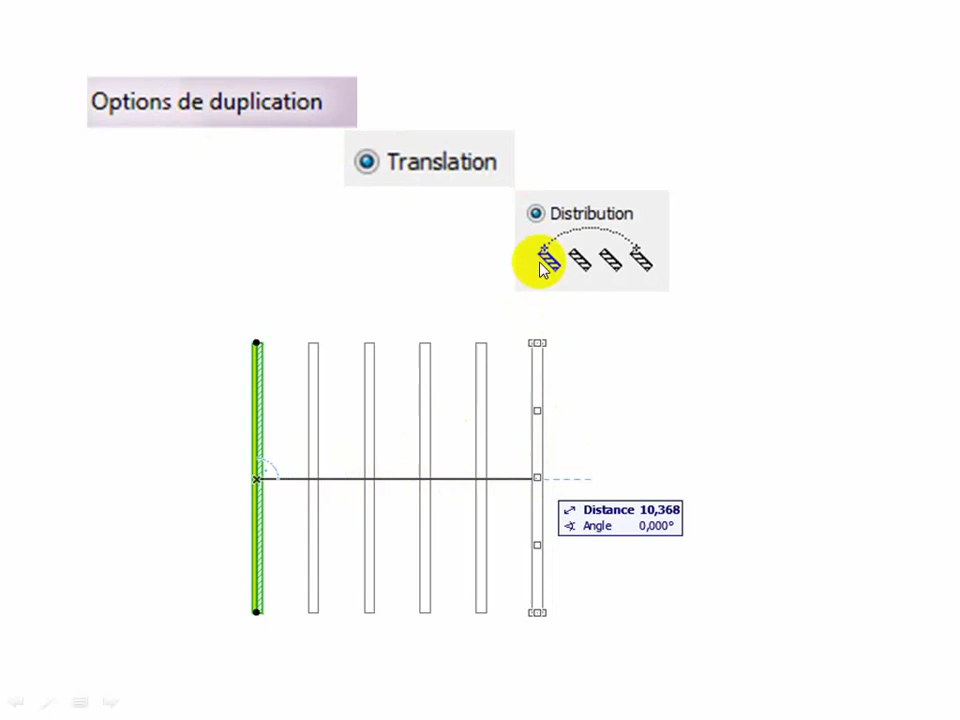 Options de duplication
Translation
Distribution
Distance 10,368
Angle 0,000°